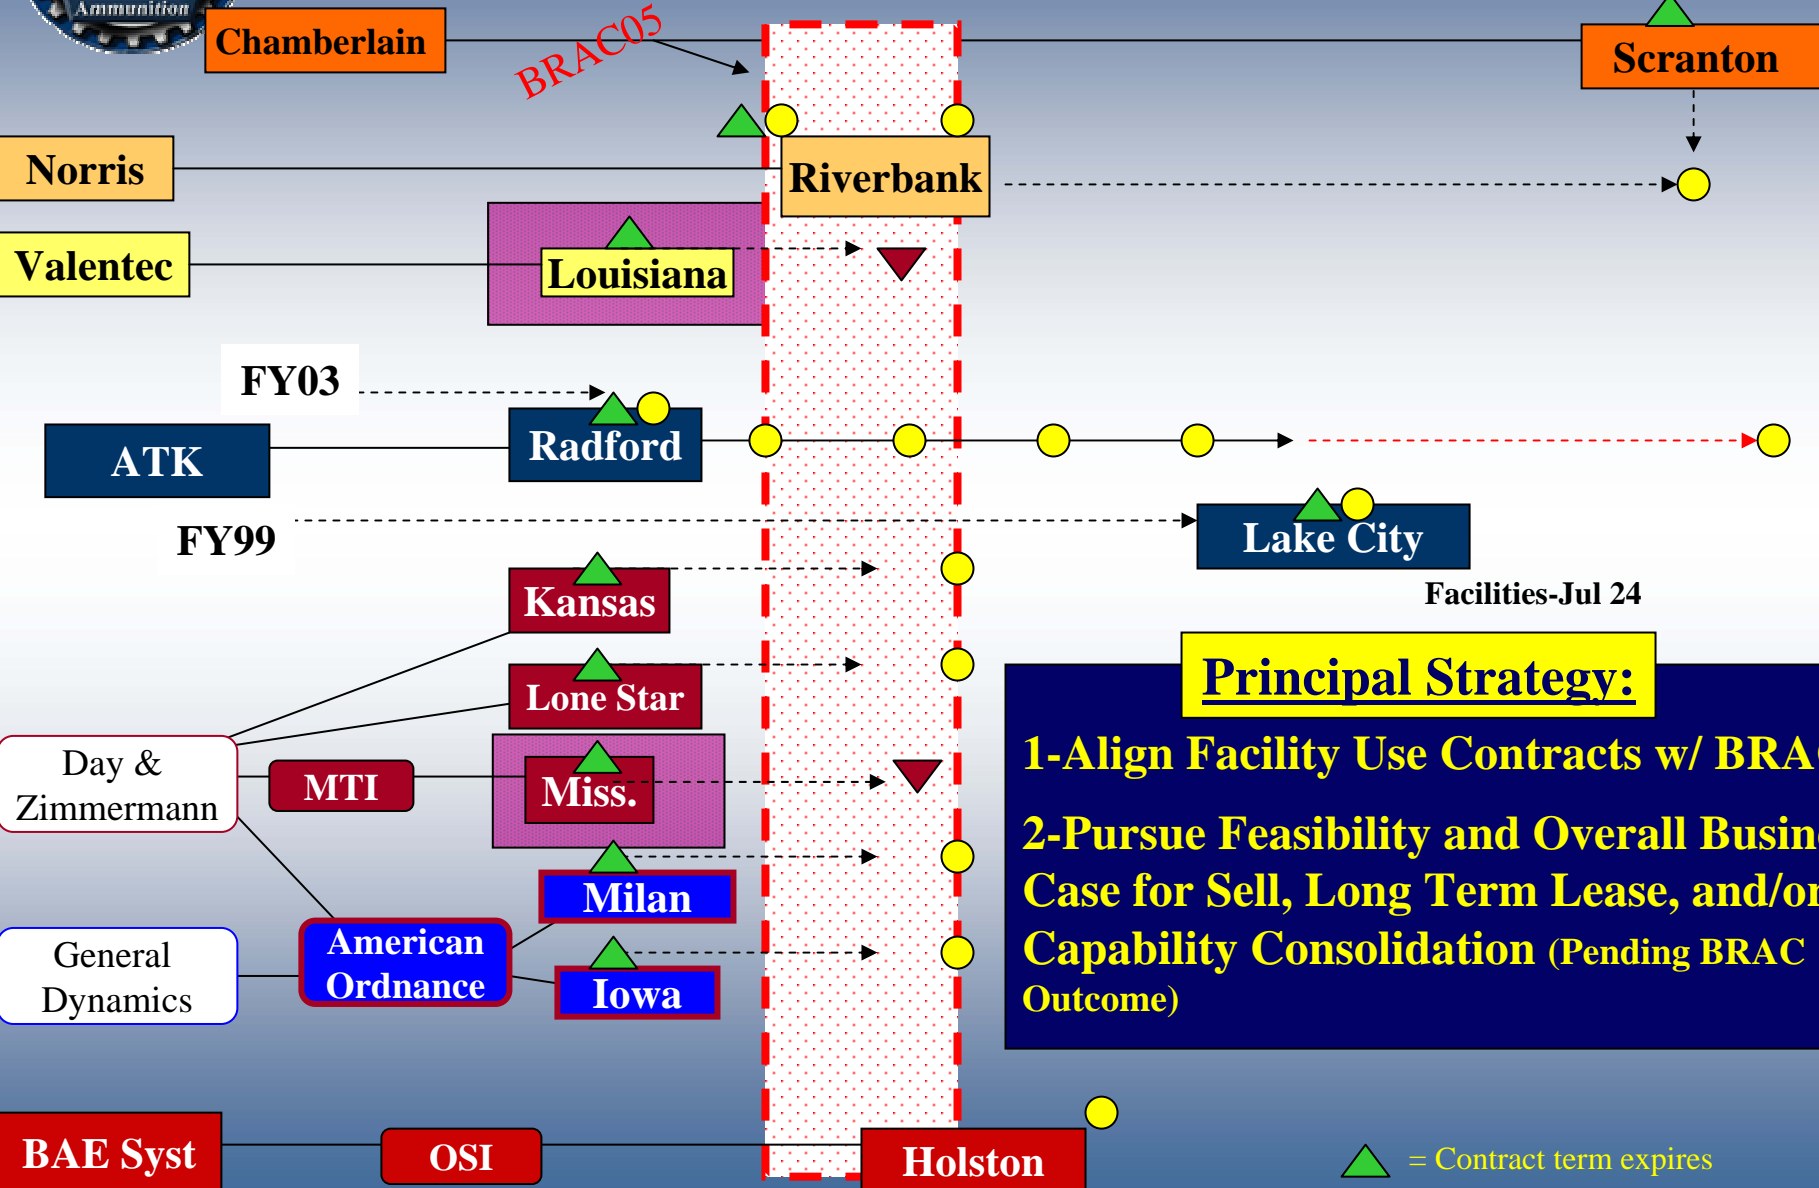 Ammunition
Chamberlain
BRAC05
Scranton
Norris
Riverbank
Valentec
Louisiana
FY03
ATK
Radford
FY99
Lake City
Facilities-Jul 24
Kansas
Lone Star
Principal Strategy:
Day &
Zimmermann
MTI
Miss.
1-Align Facility Use Contracts w/ BRAC
2-Pursue Feasibility and Overall Busine
Case for Sell, Long Term Lease, and/or
Capability Consolidation (Pending BRAC
Outcome)
Milan
American
Ordnance
General
Dynamics
Iowa
BAE Syst
OSI
Holston
= Contract term expires